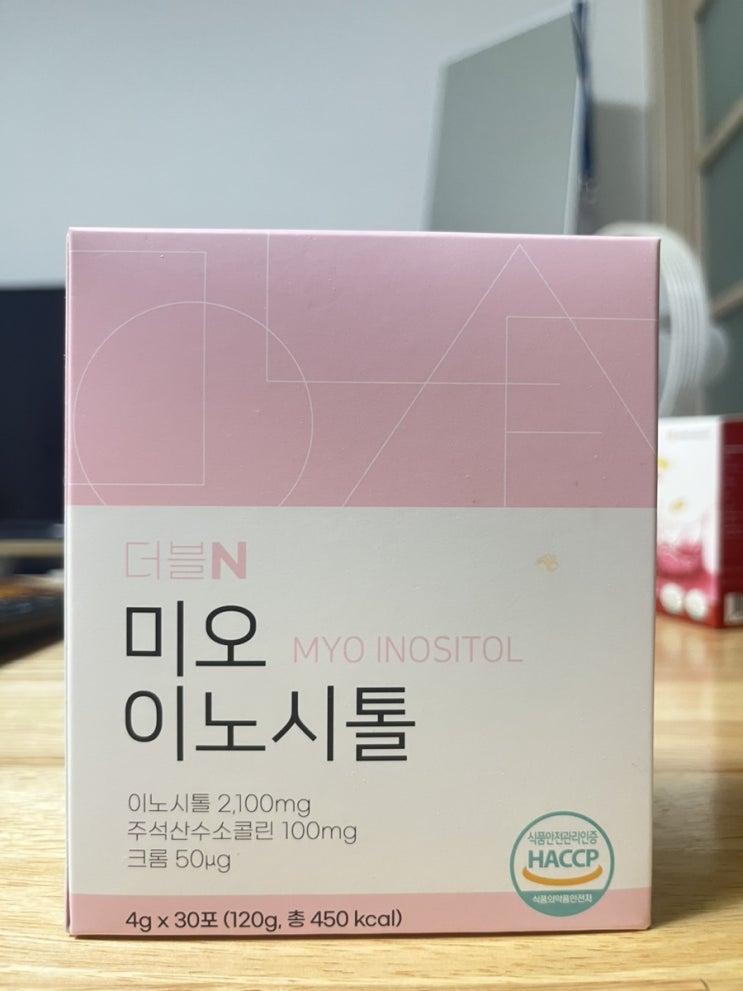 더블N
미오 MYO INOSITOL
이노시톨
이노시톨 2,100mg
주석산수소콜린 100mg
크롬 50μg
식품안전관리인증
HACCP
식품의약품안전처
4g x 30포 (120g, 총 450 kcal)